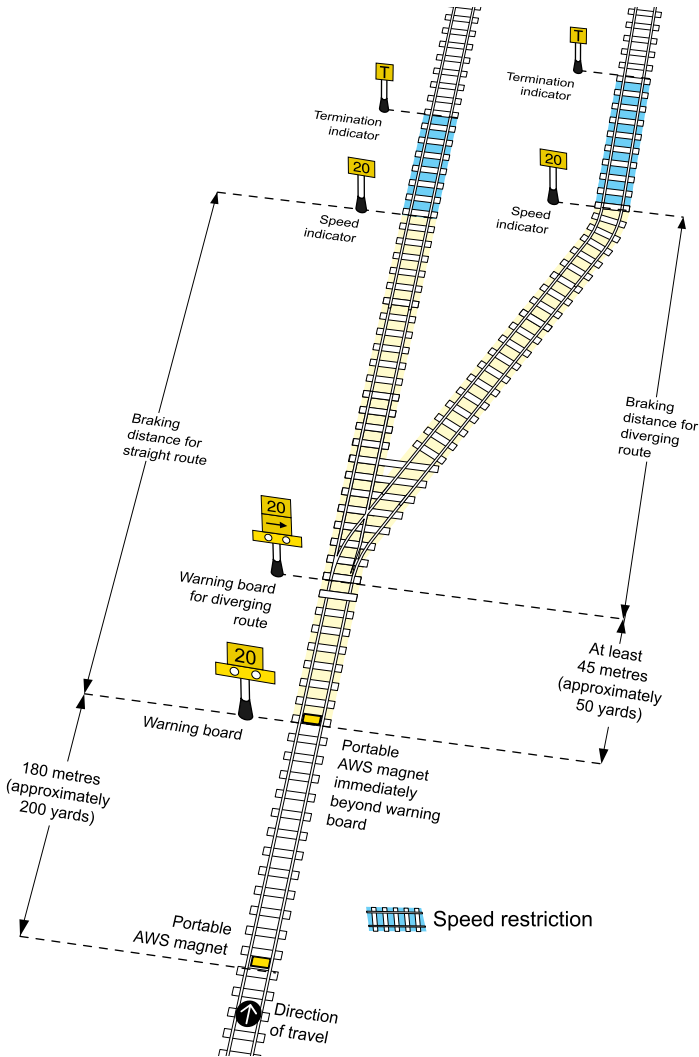 T
Termination
indicator
T
Termination
indicator
20
Speed
indicator
20
Speed
indicator
Braking
distance for
straight route
Braking
distance for
diverging
route
20
Warning board
for diverging
route
At least
45 metres
(approximately
50 yards)
20
Warning board
Portable
AWS magnet
immediately
beyond warning
board
180 metres
(approximately
200 yards)
Portable
AWS magnet
Speed restriction
Direction
of travel